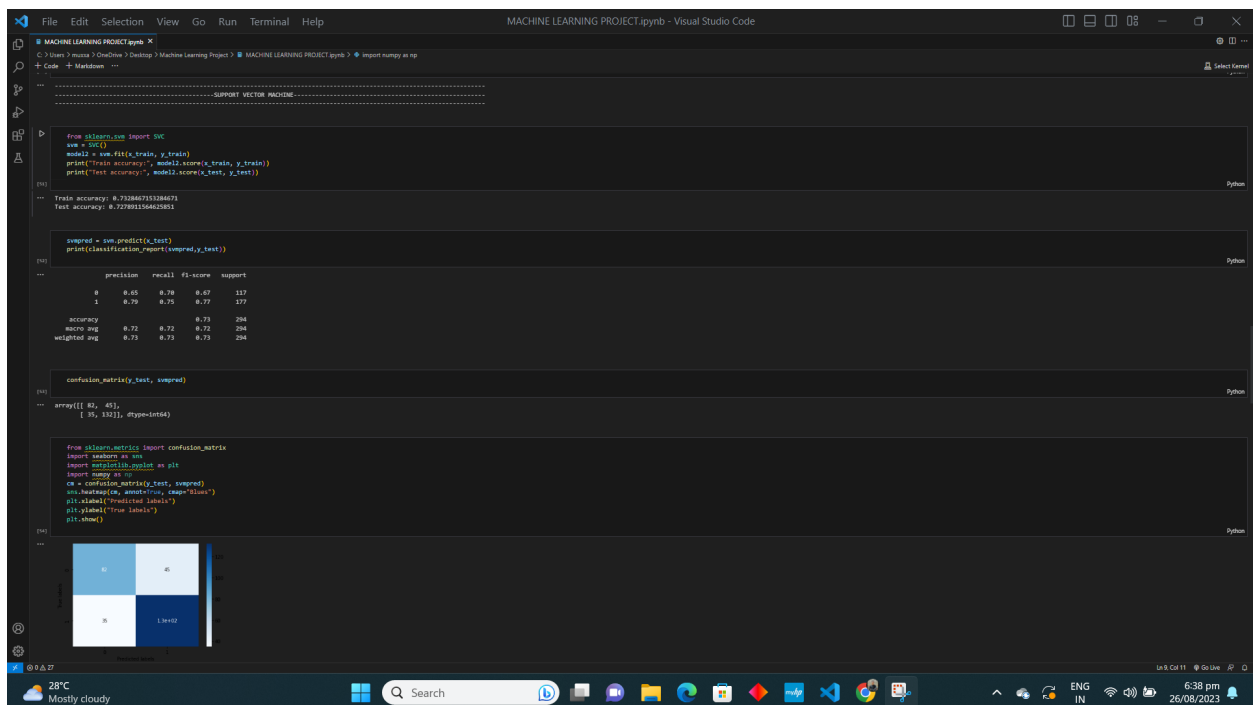 File Edit Selection View Go Run Terminal Help MACHINE LEARNING PROJECT.ipynb - Visual Studio Code
MACHINE LEARNING PROJECT.ipynb ×
C: > Users > mussa > OneDrive > Desktop > Machine Learning Project > MACHINE LEARNING PROJECT.ipynb > import numpy as np
+ Code + Markdown ··· Select Kernel
--------------------SUPPORT VECTOR MACHINE--------------------
from sklearn.svm import SVC
svm = SVC()
model2 = svm.fit(x_train, y_train)
print("Train accuracy:", model2.score(x_train, y_train))
print("Test accuracy:", model2.score(x_test, y_test))
Python
Train accuracy: 0.7328467153284671
Test accuracy: 0.7278911564625851
svmpred = svm.predict(x_test)
print(classification_report(svmpred,y_test))
Python
precision recall f1-score support
0 0.65 0.70 0.67 117
1 0.79 0.75 0.77 177
accuracy 0.73 294
macro avg 0.72 0.72 0.72 294
weighted avg 0.73 0.73 0.73 294
confusion_matrix(y_test, svmpred)
Python
array([[ 82, 45],
[ 35, 132]], dtype=int64)
from sklearn.metrics import confusion_matrix
import seaborn as sns
import matplotlib.pyplot as plt
import numpy as np
cm = confusion_matrix(y_test, svmpred)
sns.heatmap(cm, annot=True, cmap="Blues")
plt.xlabel("Predicted labels")
plt.ylabel("True labels")
plt.show()
Python
82 45
35 1.3e+02
0 27 Ln 9, Col 11 Go Live
28°C
Mostly cloudy
Search
ENG
IN
6:38 pm
26/08/2023